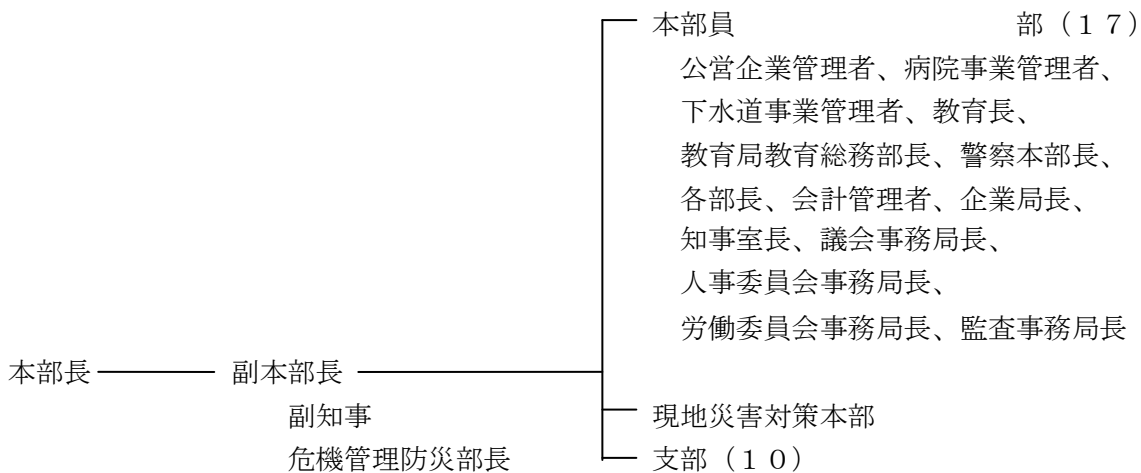 本部員　　　　　　　　部（１７）
公営企業管理者、病院事業管理者、
下水道事業管理者、教育長、
教育局教育総務部長、警察本部長、
各部長、会計管理者、企業局長、
知事室長、議会事務局長、
人事委員会事務局長、
労働委員会事務局長、監査事務局長
本部長　副本部長
副知事　現地災害対策本部
危機管理防災部長　支部（１０）